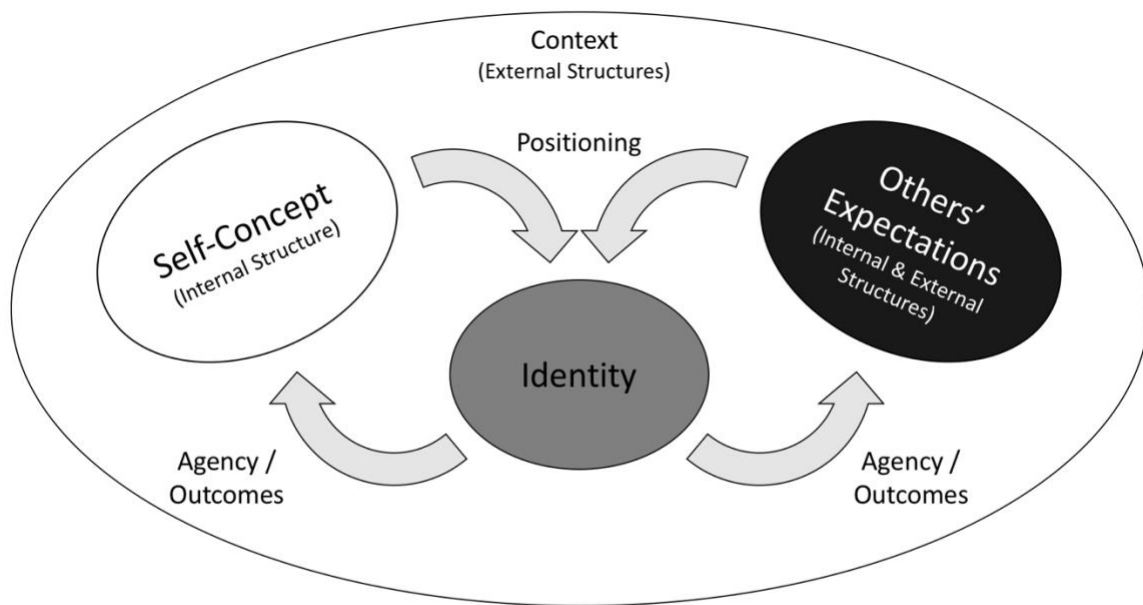 Context
(External Structures)
Positioning
Self-Concept
(Internal Structure)
Others’
Expectations
(Internal & External
Structures)
Identity
Agency /
Outcomes
Agency /
Outcomes